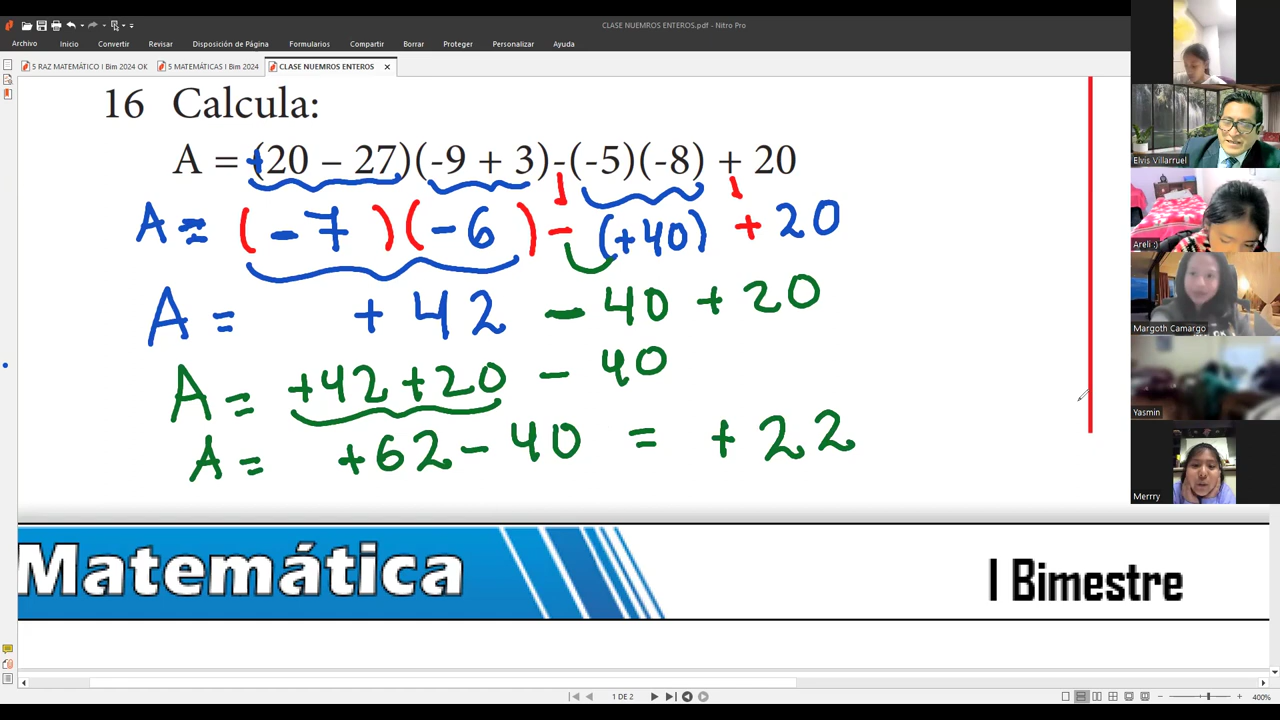 CLASE NUEMROS ENTEROS.pdf - Nitro Pro
Archivo Inicio Convertir Revisar Disposición de Página Formularios Compartir Borrar Proteger Personalizar Ayuda
5 RAZ MATEMÁTICO I Bim 2024 OK 5 MATEMÁTICAS I Bim 2024 CLASE NUEMROS ENTEROS ×
16 Calcula:
A = (20 – 27)(-9 + 3)-(-5)(-8) + 20
A = (-7)(-6) - (+40) + 20
A = + 42 - 40 + 20
A = +42 +20 - 40
A = +62 - 40 = + 22
Matemática
I Bimestre
Elvis Villarruel
Areli :)
Margoth Camargo
Yasmin
Merrry
1 DE 2
400%